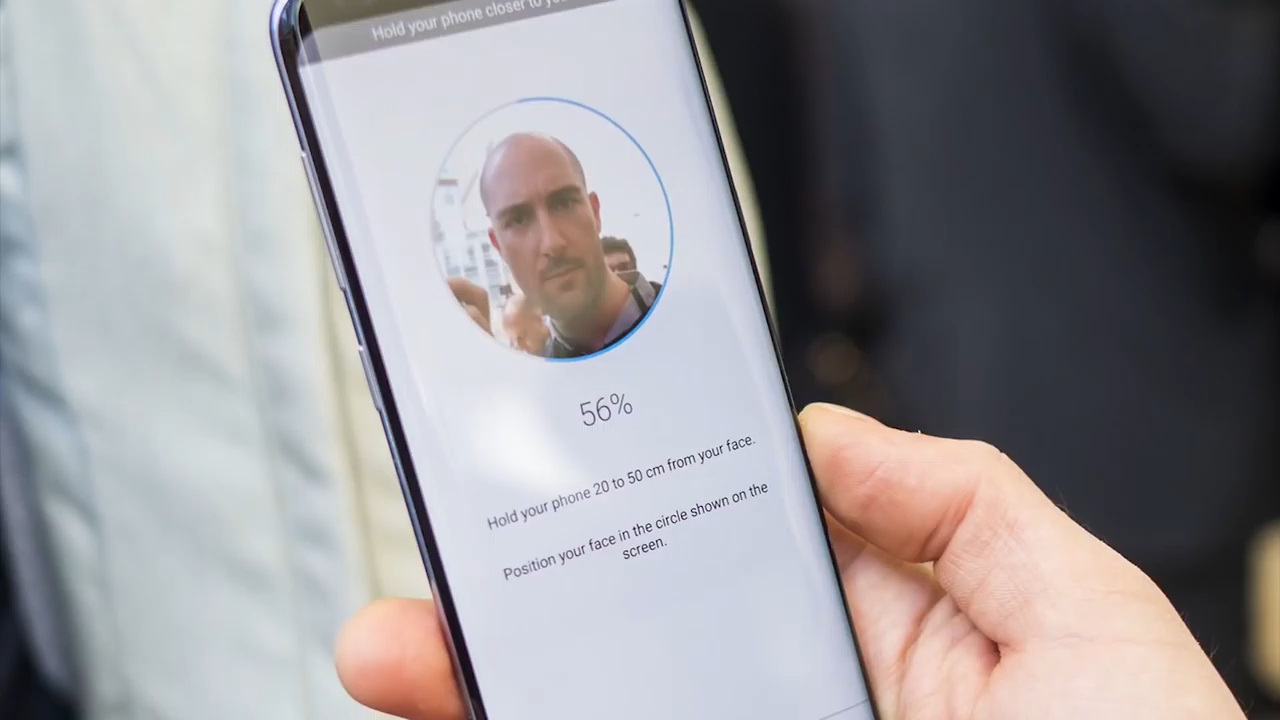 Hold your phone closer to
56%
Hold your phone 20 to 50 cm from your face.
Position your face in the circle shown on the
screen.